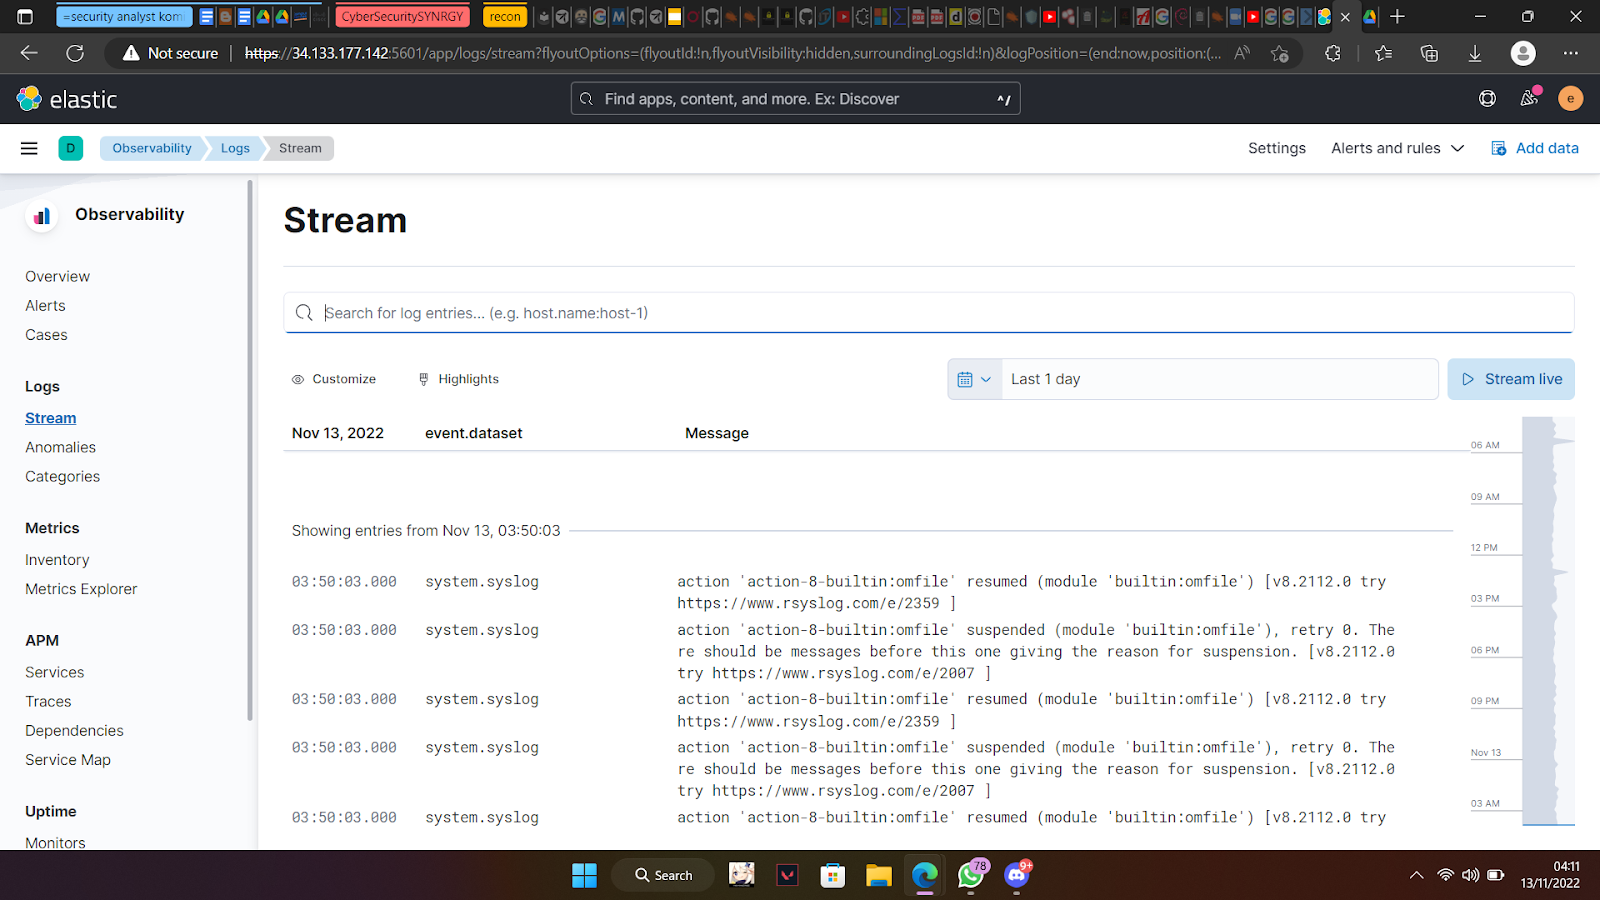 =security analyst kom
CyberSecuritySYNRGY
recon
Not secure
https://34.133.177.142:5601/app/logs/stream?flyoutOptions=(flyoutId:!n,flyoutVisibility:hidden,surroundingLogsId:!n)&logPosition=(end:now,position:(...
elastic
Find apps, content, and more. Ex: Discover
^/
e
D
Observability
Logs
Stream
Settings
Alerts and rules
Add data
Observability
Overview
Alerts
Cases
Logs
Stream
Anomalies
Categories
Metrics
Inventory
Metrics Explorer
APM
Services
Traces
Dependencies
Service Map
Uptime
Monitors
Stream
Search for log entries... (e.g. host.name:host-1)
Customize
Highlights
Last 1 day
Stream live
Nov 13, 2022 event.dataset Message
Showing entries from Nov 13, 03:50:03
03:50:03.000 system.syslog action 'action-8-builtin:omfile' resumed (module 'builtin:omfile') [v8.2112.0 try
https://www.rsyslog.com/e/2359 ]
03:50:03.000 system.syslog action 'action-8-builtin:omfile' suspended (module 'builtin:omfile'), retry 0. The
re should be messages before this one giving the reason for suspension. [v8.2112.0
try https://www.rsyslog.com/e/2007 ]
03:50:03.000 system.syslog action 'action-8-builtin:omfile' resumed (module 'builtin:omfile') [v8.2112.0 try
https://www.rsyslog.com/e/2359 ]
03:50:03.000 system.syslog action 'action-8-builtin:omfile' suspended (module 'builtin:omfile'), retry 0. The
re should be messages before this one giving the reason for suspension. [v8.2112.0
try https://www.rsyslog.com/e/2007 ]
03:50:03.000 system.syslog action 'action-8-builtin:omfile' resumed (module 'builtin:omfile') [v8.2112.0 try
06 AM
09 AM
12 PM
03 PM
06 PM
09 PM
Nov 13
03 AM
Search
78
9+
04:11
13/11/2022